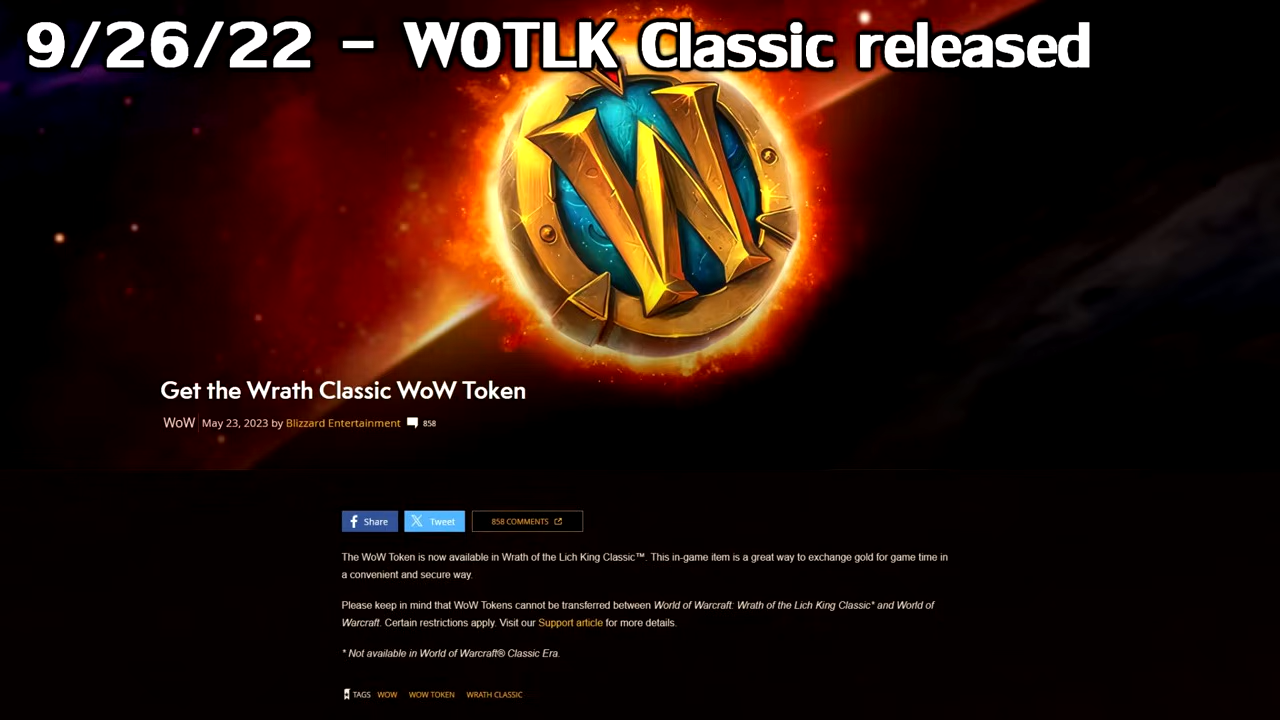 9/26/22 - WOTLK Classic released
W
Get the Wrath Classic WoW Token
WoW May 23, 2023 by Blizzard Entertainment 858
Share Tweet 858 COMMENTS
The WoW Token is now available in Wrath of the Lich King Classic™. This in-game item is a great way to exchange gold for game time in
a convenient and secure way.
Please keep in mind that WoW Tokens cannot be transferred between World of Warcraft: Wrath of the Lich King Classic* and World of
Warcraft. Certain restrictions apply. Visit our Support article for more details.
* Not available in World of Warcraft® Classic Era.
TAGS WOW WOW TOKEN WRATH CLASSIC